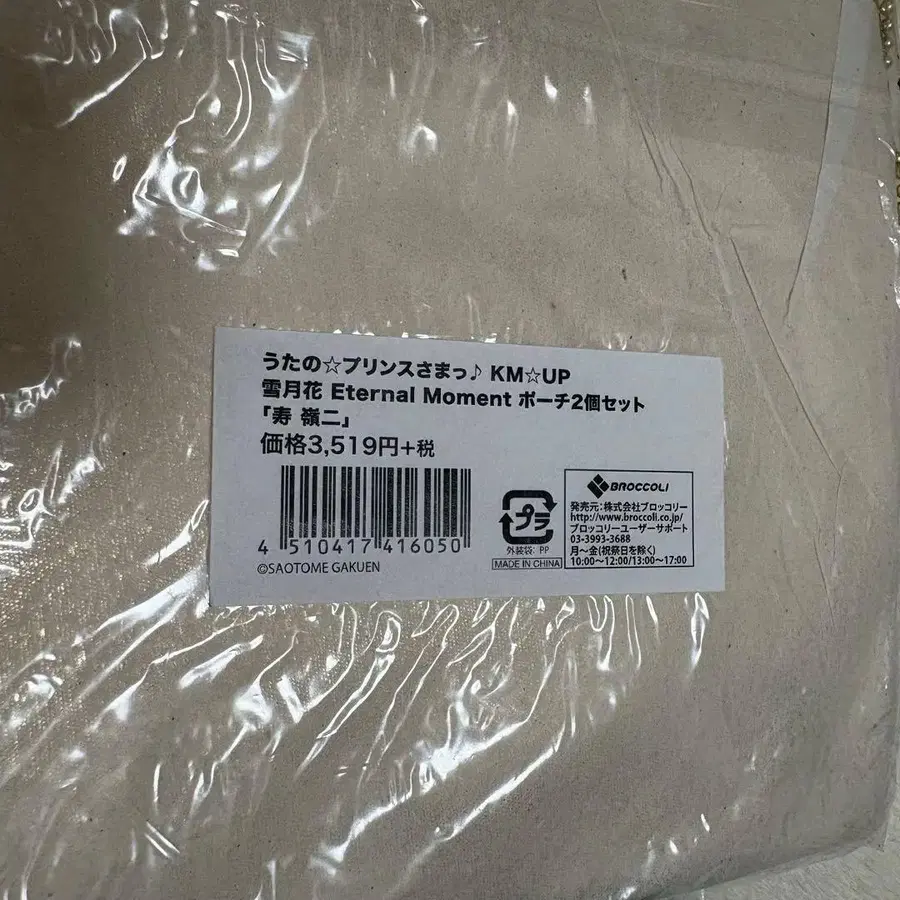 うたの☆プリンスさまっ♪ KM☆UP
雪月花 Eternal Moment ポーチ2個セット
「寿 嶺二」
価格3,519円+税
4 510417 416050
©SAOTOME GAKUEN
プラ
外装袋: PP
MADE IN CHINA
BROCCOLI
発売元:株式会社ブロッコリー
http://www.broccoli.co.jp/
ブロッコリーユーザーサポート
03-3993-3688
月〜金(祝祭日を除く)
10:00〜12:00/13:00〜17:00